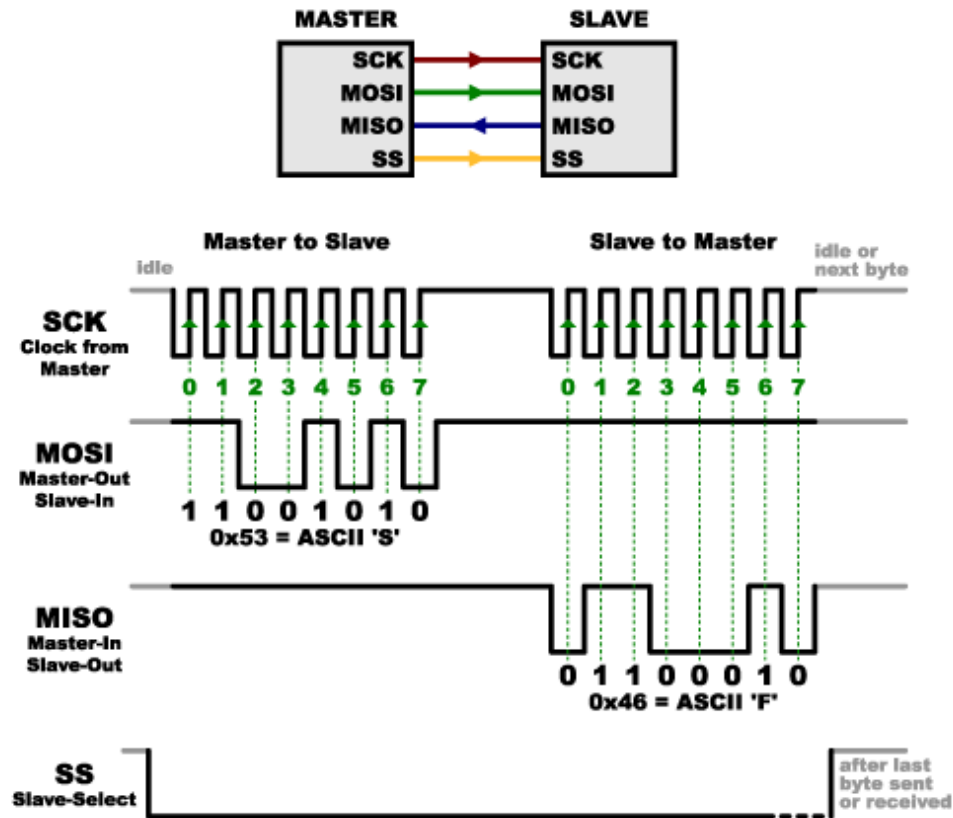 MASTER SLAVE
SCK SCK
MOSI MOSI
MISO MISO
SS SS
Master to Slave Slave to Master
idle
idle or
next byte
SCK
Clock from
Master
0 1 2 3 4 5 6 7 0 1 2 3 4 5 6 7
MOSI
Master-Out
Slave-In
1 1 0 0 1 0 1 0
0x53 = ASCII 'S'
MISO
Master-In
Slave-Out
0 1 1 0 0 0 1 0
0x46 = ASCII 'F'
SS
Slave-Select
after last
byte sent
or received